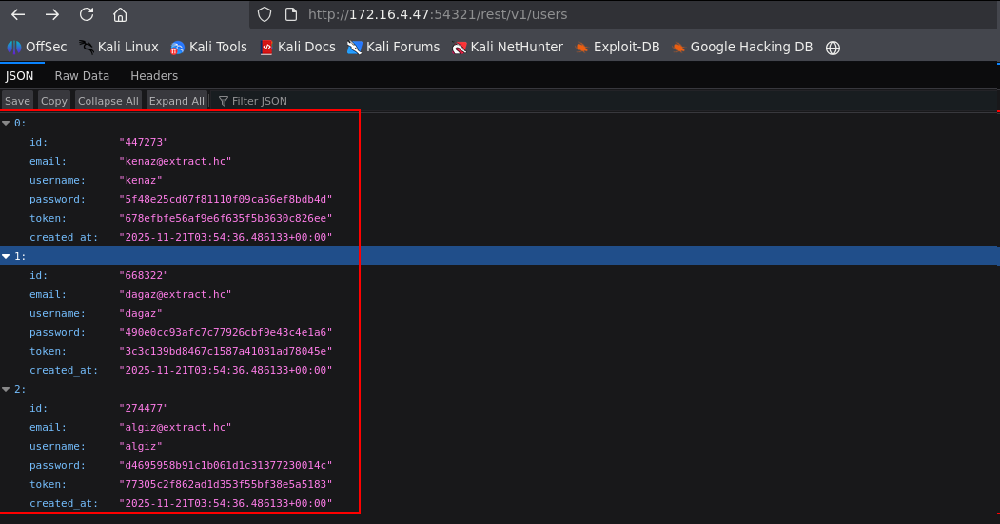 http://172.16.4.47:54321/rest/v1/users
OffSec Kali Linux Kali Tools Kali Docs Kali Forums Kali NetHunter Exploit-DB Google Hacking DB
JSON Raw Data Headers
Save Copy Collapse All Expand All Filter JSON
0:
id: "447273"
email: "kenaz@extract.hc"
username: "kenaz"
password: "5f48e25cd07f81110f09ca56ef8bdb4d"
token: "678efbfe56af9e6f635f5b3630c826ee"
created_at: "2025-11-21T03:54:36.486133+00:00"
1:
id: "668322"
email: "dagaz@extract.hc"
username: "dagaz"
password: "490e0cc93afc7c77926cbf9e43c4e1a6"
token: "3c3c139bd8467c1587a41081ad78045e"
created_at: "2025-11-21T03:54:36.486133+00:00"
2:
id: "274477"
email: "algiz@extract.hc"
username: "algiz"
password: "d4695958b91c1b061d1c31377230014c"
token: "77305c2f862ad1d353f55bf38e5a5183"
created_at: "2025-11-21T03:54:36.486133+00:00"